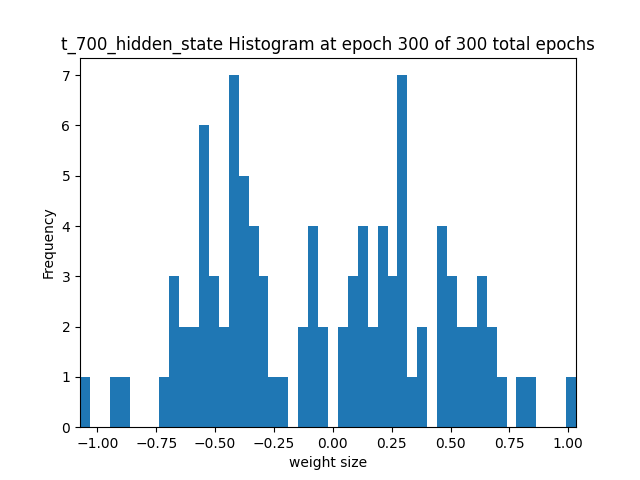 t_700_hidden_state Histogram at epoch 300 of 300 total epochs
7
6
5
4
3
2
1
0
Frequency
−1.00 −0.75 −0.50 −0.25 0.00 0.25 0.50 0.75 1.00
weight size